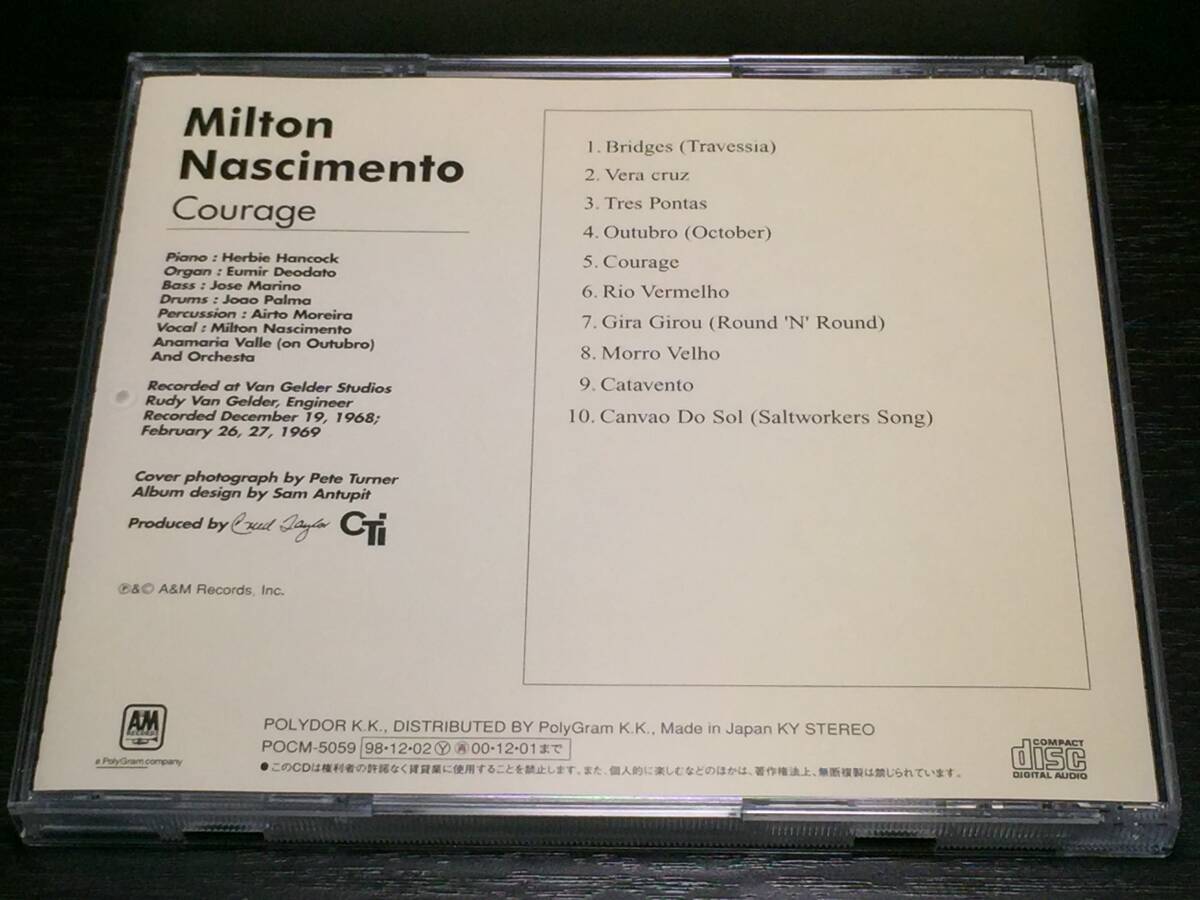 Milton
Nascimento
Courage
Piano : Herbie Hancock
Organ : Eumir Deodato
Bass : Jose Marino
Drums : Joao Palma
Percussion : Airto Moreira
Vocal : Milton Nascimento
Anamaria Valle (on Outubro)
And Orchesta
Recorded at Van Gelder Studios
Rudy Van Gelder, Engineer
Recorded December 19, 1968;
February 26, 27, 1969
Cover photograph by Pete Turner
Album design by Sam Antupit
Produced by Creed Taylor CTi
℗&© A&M Records, Inc.
1. Bridges (Travessia)
2. Vera cruz
3. Tres Pontas
4. Outubro (October)
5. Courage
6. Rio Vermelho
7. Gira Girou (Round 'N' Round)
8. Morro Velho
9. Catavento
10. Canvao Do Sol (Saltworkers Song)
A&M
RECORDS
a PolyGram company
POLYDOR K.K., DISTRIBUTED BY PolyGram K.K., Made in Japan KY STEREO
POCM-5059 98・12・02 Ⓨ ㊢ 00・12・01まで
●このCDは権利者の許諾なく賃貸業に使用することを禁止します。また、個人的に楽しむなどのほかは、著作権法上、無断複製は禁じられています。
COMPACT
disc
DIGITAL AUDIO